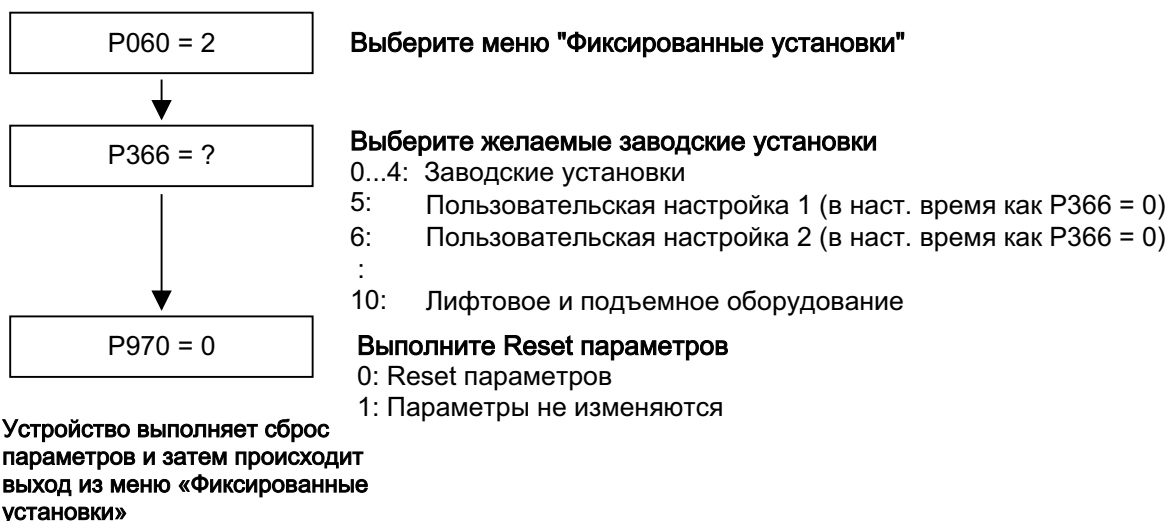 P060 = 2
Выберите меню "Фиксированные установки"
P366 = ?
Выберите желаемые заводские установки
0...4: Заводские установки
5: Пользовательская настройка 1 (в наст. время как P366 = 0)
6: Пользовательская настройка 2 (в наст. время как P366 = 0)
:
10: Лифтовое и подъемное оборудование
P970 = 0
Выполните Reset параметров
0: Reset параметров
1: Параметры не изменяются
Устройство выполняет сброс
параметров и затем происходит
выход из меню «Фиксированные
установки»